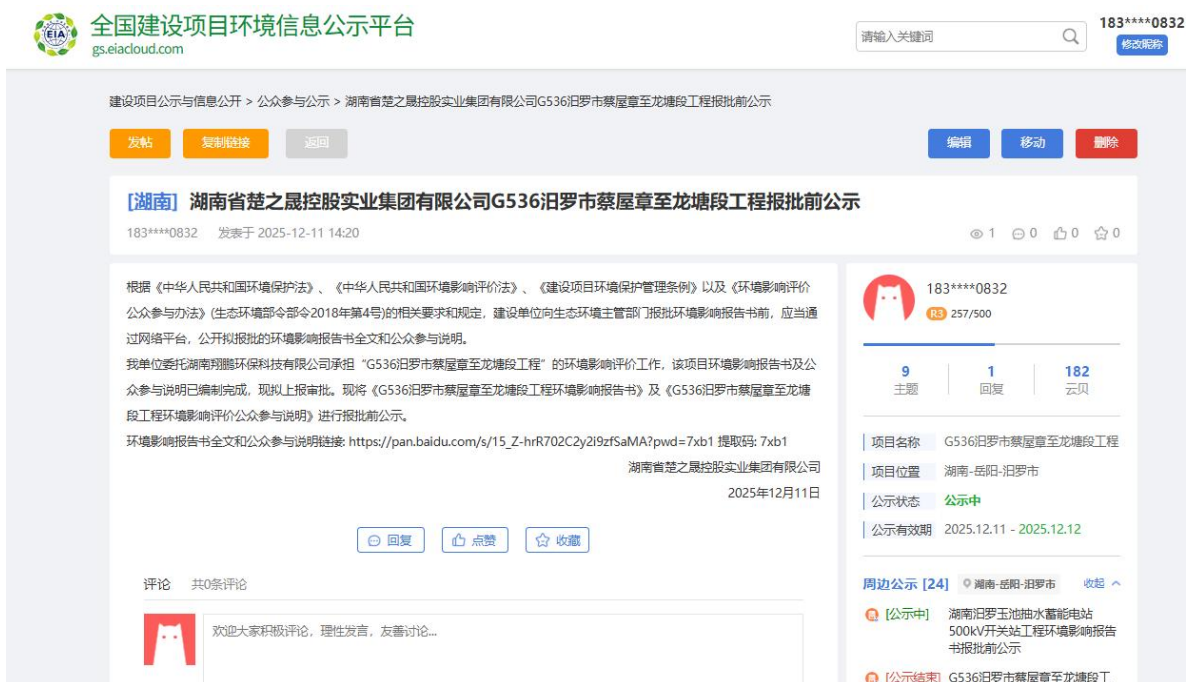 EIA
全国建设项目环境信息公示平台
gs.eiacloud.com
请输入关键词
183****0832
修改昵称
建设项目公示与信息公开 > 公众参与公示 > 湖南省楚之晟控股实业集团有限公司G536汨罗市蔡屋章至龙塘段工程报批前公示
发帖
复制链接
返回
编辑
移动
删除
[湖南] 湖南省楚之晟控股实业集团有限公司G536汨罗市蔡屋章至龙塘段工程报批前公示
183****0832 发表于 2025-12-11 14:20
1 0 0 0
根据《中华人民共和国环境保护法》、《中华人民共和国环境影响评价法》、《建设项目环境保护管理条例》以及《环境影响评价
公众参与办法》(生态环境部令部令2018年第4号)的相关要求和规定，建设单位向生态环境主管部门报批环境影响报告书前，应当通
过网络平台，公开拟报批的环境影响报告书全文和公众参与说明。
我单位委托湖南翔鹏环保科技有限公司承担“G536汨罗市蔡屋章至龙塘段工程”的环境影响评价工作，该项目环境影响报告书及公
众参与说明已编制完成，现拟上报审批。现将《G536汨罗市蔡屋章至龙塘段工程环境影响报告书》及《G536汨罗市蔡屋章至龙塘
段工程环境影响评价公众参与说明》进行报批前公示。
环境影响报告书全文和公众参与说明链接: https://pan.baidu.com/s/15_Z-hrR702C2y2i9zfSaMA?pwd=7xb1 提取码: 7xb1
湖南省楚之晟控股实业集团有限公司
2025年12月11日
回复
点赞
收藏
评论 共0条评论
欢迎大家积极评论，理性发言，友善讨论...
183****0832
R3 257/500
9
主题
1
回复
182
云贝
项目名称 G536汨罗市蔡屋章至龙塘段工程
项目位置 湖南-岳阳-汨罗市
公示状态 公示中
公示有效期 2025.12.11 - 2025.12.12
周边公示 [24] 湖南-岳阳-汨罗市 收起
[公示中] 湖南汨罗玉池抽水蓄能电站
500kV开关站工程环境影响报告
书报批前公示
[公示结束] G536汨罗市蔡屋章至龙塘段工